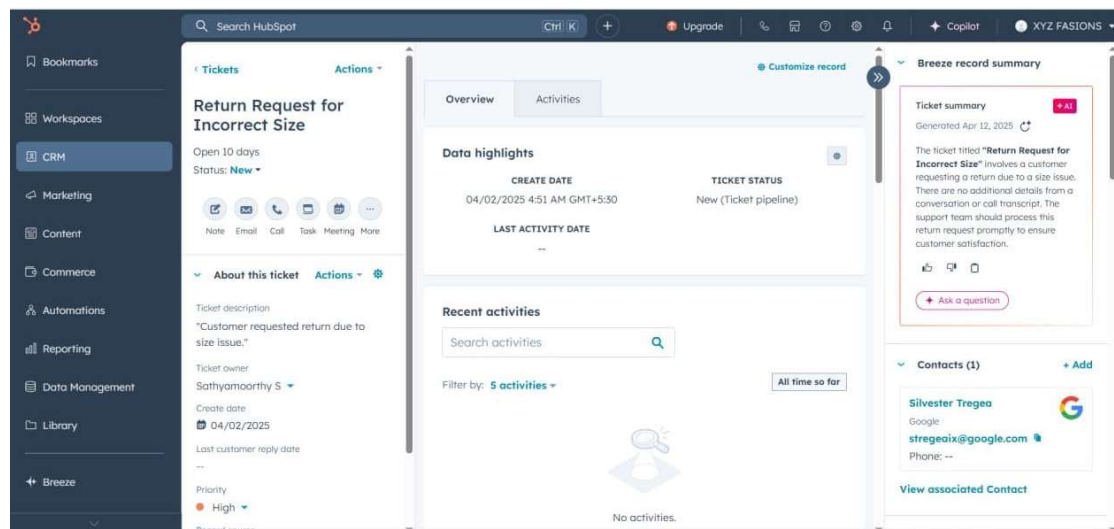 Search HubSpot
Ctrl K
+
Upgrade
Copilot
XYZ FASIONS
Bookmarks
Workspaces
CRM
Marketing
Content
Commerce
Automations
Reporting
Data Management
Library
Breeze
Tickets
Actions
Return Request for
Incorrect Size
Open 10 days
Status: New
Note Email Call Task Meeting More
About this ticket Actions
Ticket description
"Customer requested return due to
size issue."
Ticket owner
Sathyamoorthy S
Create date
04/02/2025
Last customer reply date
--
Priority
High
Customize record
Overview Activities
Data highlights
CREATE DATE
04/02/2025 4:51 AM GMT+5:30
TICKET STATUS
New (Ticket pipeline)
LAST ACTIVITY DATE
--
Recent activities
Search activities
Filter by: 5 activities
All time so far
No activities.
Breeze record summary
Ticket summary
AI
Generated Apr 12, 2025
The ticket titled "Return Request for
Incorrect Size" involves a customer
requesting a return due to a size issue.
There are no additional details from a
conversation or call transcript. The
support team should process this
return request promptly to ensure
customer satisfaction.
Ask a question
Contacts (1)
+ Add
Silvester Tregea
Google
stregeaix@google.com
Phone: --
View associated Contact